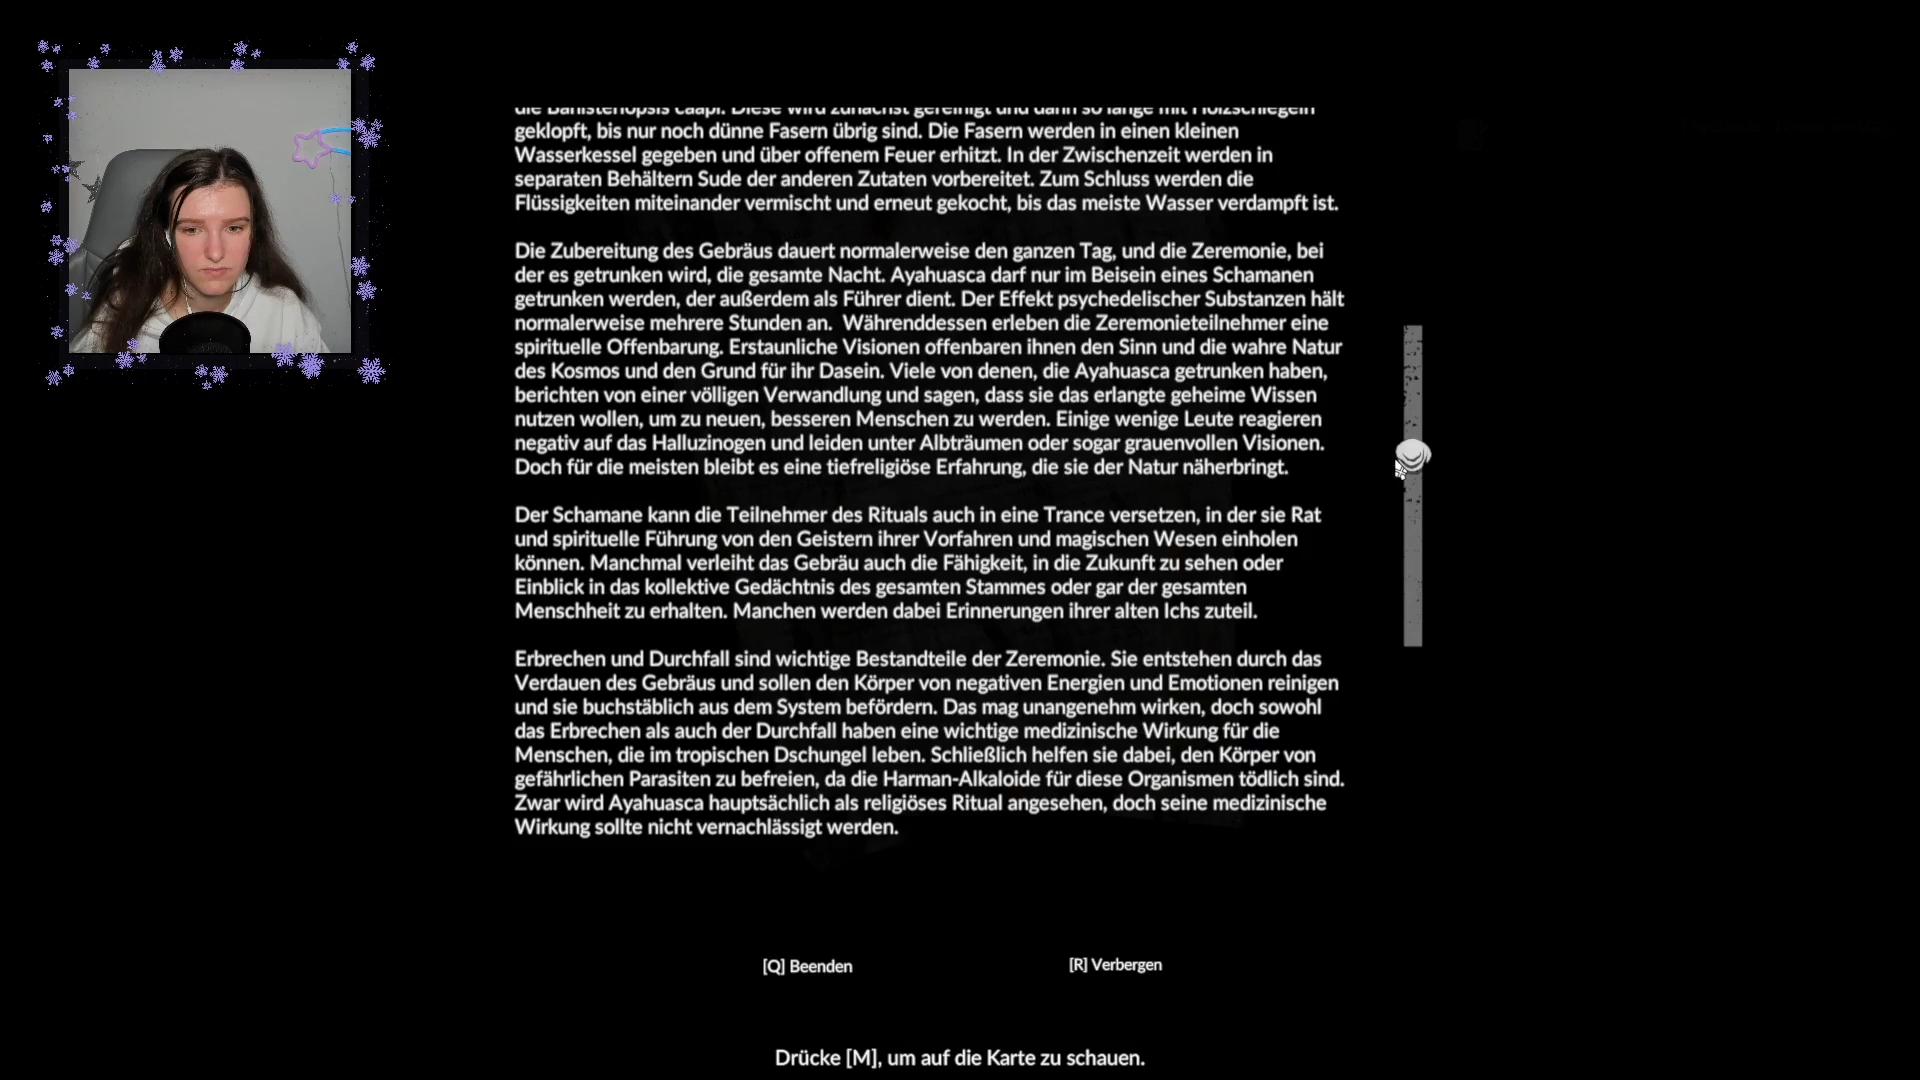 die Banisteriopsis caapi. Diese wird zunächst gereinigt und dann so lange mit Holzschlegeln
geklopft, bis nur noch dünne Fasern übrig sind. Die Fasern werden in einen kleinen
Wasserkessel gegeben und über offenem Feuer erhitzt. In der Zwischenzeit werden in
separaten Behältern Sude der anderen Zutaten vorbereitet. Zum Schluss werden die
Flüssigkeiten miteinander vermischt und erneut gekocht, bis das meiste Wasser verdampft ist.
Die Zubereitung des Gebräus dauert normalerweise den ganzen Tag, und die Zeremonie, bei
der es getrunken wird, die gesamte Nacht. Ayahuasca darf nur im Beisein eines Schamanen
getrunken werden, der außerdem als Führer dient. Der Effekt psychedelischer Substanzen hält
normalerweise mehrere Stunden an.  Währenddessen erleben die Zeremonieteilnehmer eine
spirituelle Offenbarung. Erstaunliche Visionen offenbaren ihnen den Sinn und die wahre Natur
des Kosmos und den Grund für ihr Dasein. Viele von denen, die Ayahuasca getrunken haben,
berichten von einer völligen Verwandlung und sagen, dass sie das erlangte geheime Wissen
nutzen wollen, um zu neuen, besseren Menschen zu werden. Einige wenige Leute reagieren
negativ auf das Halluzinogen und leiden unter Albträumen oder sogar grauenvollen Visionen.
Doch für die meisten bleibt es eine tiefreligiöse Erfahrung, die sie der Natur näherbringt.
Der Schamane kann die Teilnehmer des Rituals auch in eine Trance versetzen, in der sie Rat
und spirituelle Führung von den Geistern ihrer Vorfahren und magischen Wesen einholen
können. Manchmal verleiht das Gebräu auch die Fähigkeit, in die Zukunft zu sehen oder
Einblick in das kollektive Gedächtnis des gesamten Stammes oder gar der gesamten
Menschheit zu erhalten. Manchen werden dabei Erinnerungen ihrer alten Ichs zuteil.
Erbrechen und Durchfall sind wichtige Bestandteile der Zeremonie. Sie entstehen durch das
Verdauen des Gebräus und sollen den Körper von negativen Energien und Emotionen reinigen
und sie buchstäblich aus dem System befördern. Das mag unangenehm wirken, doch sowohl
das Erbrechen als auch der Durchfall haben eine wichtige medizinische Wirkung für die
Menschen, die im tropischen Dschungel leben. Schließlich helfen sie dabei, den Körper von
gefährlichen Parasiten zu befreien, da die Harman-Alkaloide für diese Organismen tödlich sind.
Zwar wird Ayahuasca hauptsächlich als religiöses Ritual angesehen, doch seine medizinische
Wirkung sollte nicht vernachlässigt werden.
[Q] Beenden
[R] Verbergen
Drücke [M], um auf die Karte zu schauen.